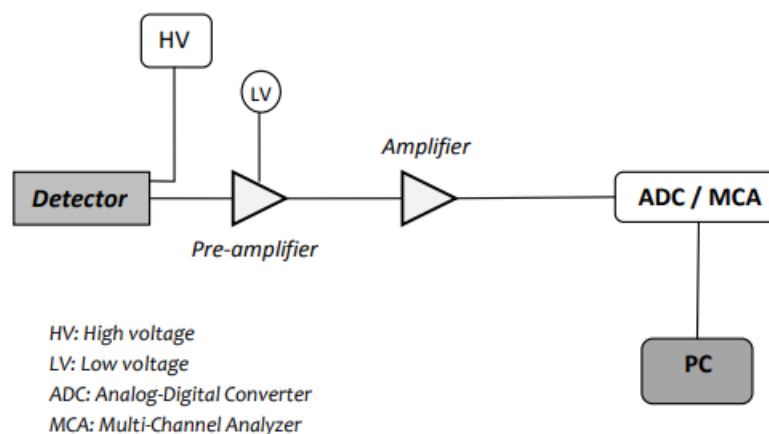 HV
LV
Amplifier
Detector
ADC / MCA
Pre-amplifier
HV: High voltage
LV: Low voltage
PC
ADC: Analog-Digital Converter
MCA: Multi-Channel Analyzer